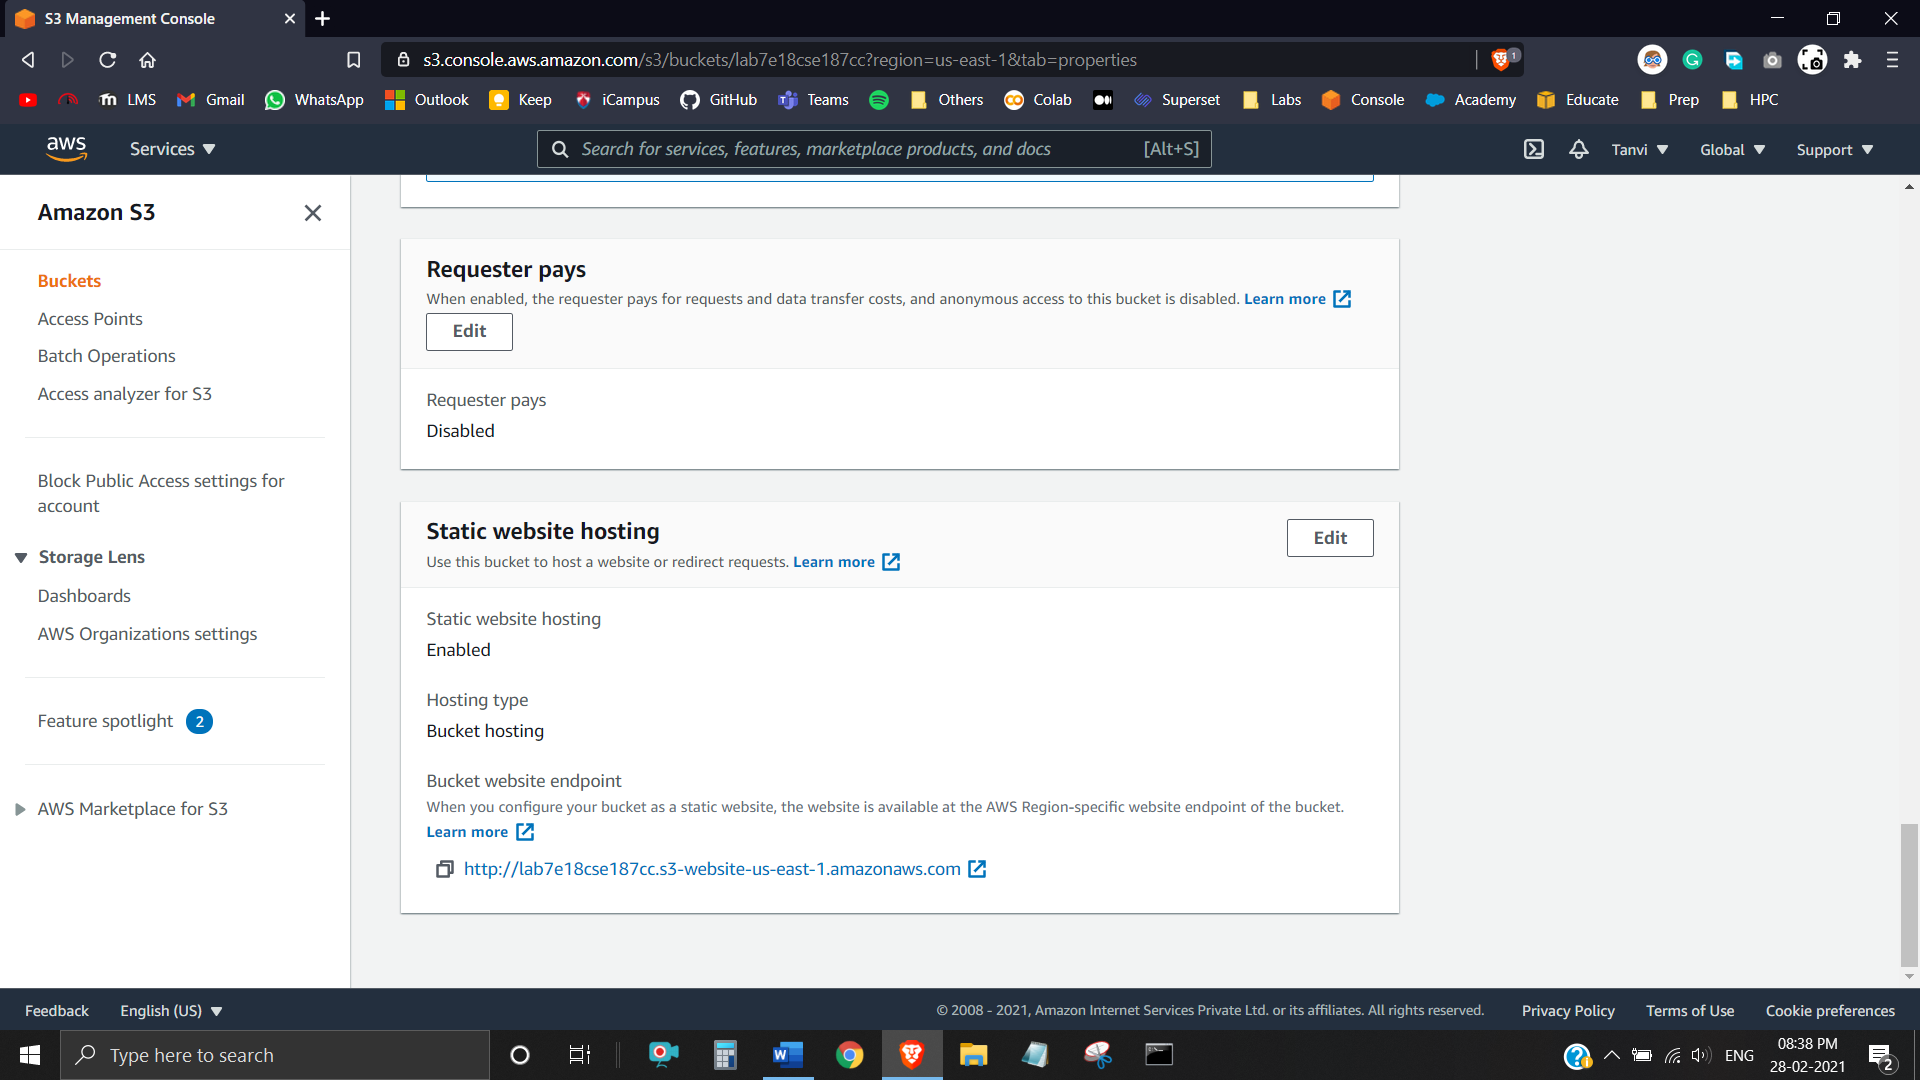 S3 Management Console
s3.console.aws.amazon.com/s3/buckets/lab7e18cse187cc?region=us-east-1&tab=properties
1
LMS Gmail WhatsApp Outlook Keep iCampus GitHub Teams Others Colab Superset Labs Console Academy Educate Prep HPC
aws Services Search for services, features, marketplace products, and docs [Alt+S] Tanvi Global Support
Amazon S3
Buckets
Access Points
Batch Operations
Access analyzer for S3
Block Public Access settings for
account
Storage Lens
Dashboards
AWS Organizations settings
Feature spotlight 2
AWS Marketplace for S3
Requester pays
When enabled, the requester pays for requests and data transfer costs, and anonymous access to this bucket is disabled. Learn more
Edit
Requester pays
Disabled
Static website hosting
Edit
Use this bucket to host a website or redirect requests. Learn more
Static website hosting
Enabled
Hosting type
Bucket hosting
Bucket website endpoint
When you configure your bucket as a static website, the website is available at the AWS Region-specific website endpoint of the bucket.
Learn more
http://lab7e18cse187cc.s3-website-us-east-1.amazonaws.com
Feedback English (US) © 2008 - 2021, Amazon Internet Services Private Ltd. or its affiliates. All rights reserved. Privacy Policy Terms of Use Cookie preferences
Type here to search
ENG
08:38 PM
28-02-2021
2